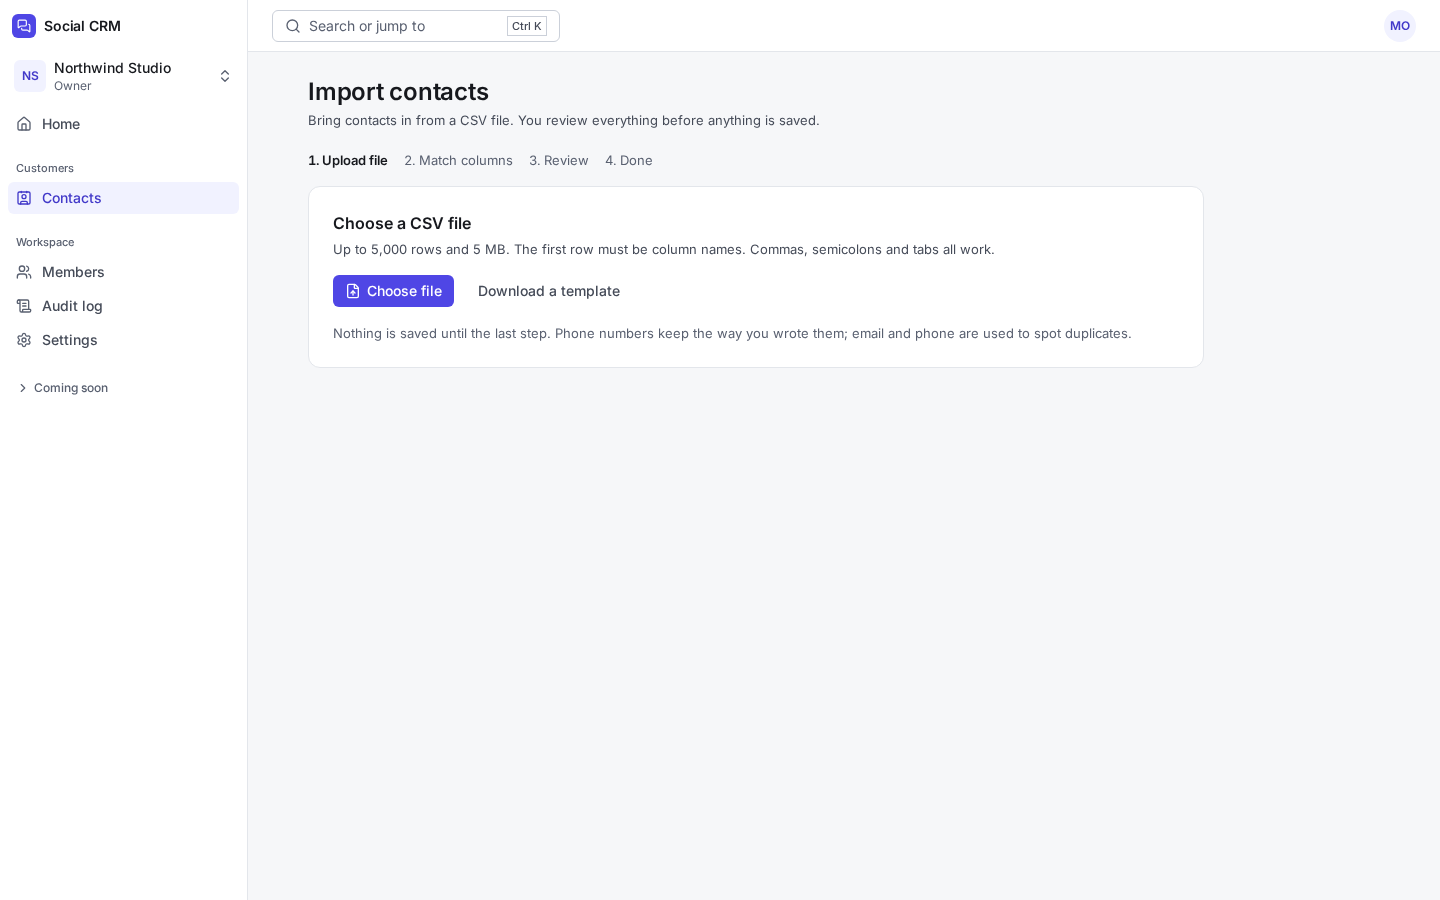 Social CRM
Search or jump to
Ctrl K
MO
NS
Northwind Studio
Owner
Home
Customers
Contacts
Workspace
Members
Audit log
Settings
Coming soon
Import contacts
Bring contacts in from a CSV file. You review everything before anything is saved.
1. Upload file 2. Match columns 3. Review 4. Done
Choose a CSV file
Up to 5,000 rows and 5 MB. The first row must be column names. Commas, semicolons and tabs all work.
Choose file
Download a template
Nothing is saved until the last step. Phone numbers keep the way you wrote them; email and phone are used to spot duplicates.